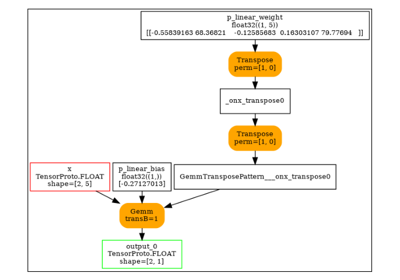 p_linear_weight
float32((1, 5))
[[-0.55839163 68.36821 -0.12585683 0.16303107 79.77694 ]]
Transpose
perm=[1, 0]
_onx_transpose0
Transpose
perm=[1, 0]
x
TensorProto.FLOAT
shape=[2, 5]
p_linear_bias
float32((1,))
[-0.27127013]
GemmTransposePattern___onx_transpose0
Gemm
transB=1
output_0
TensorProto.FLOAT
shape=[2, 1]